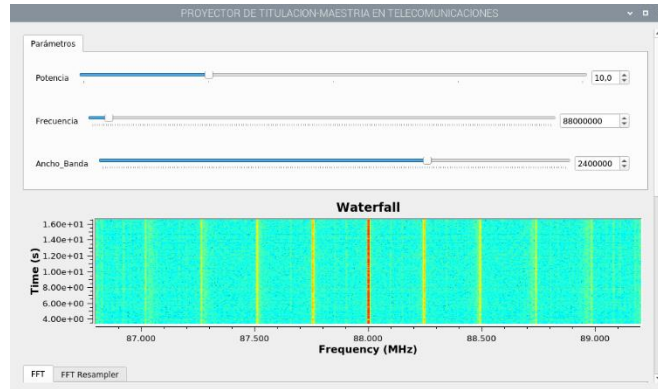 PROYECTOR DE TITULACION-MAESTRIA EN TELECOMUNICACIONES
Parámetros
Potencia 10.0
Frecuencia 88000000
Ancho_Banda 2400000
Waterfall
Time (s)
1.60e+01
1.40e+01
1.20e+01
1.00e+01
8.00e+00
6.00e+00
4.00e+00
87.000 87.500 88.000 88.500 89.000
Frequency (MHz)
FFT FFT Resampler